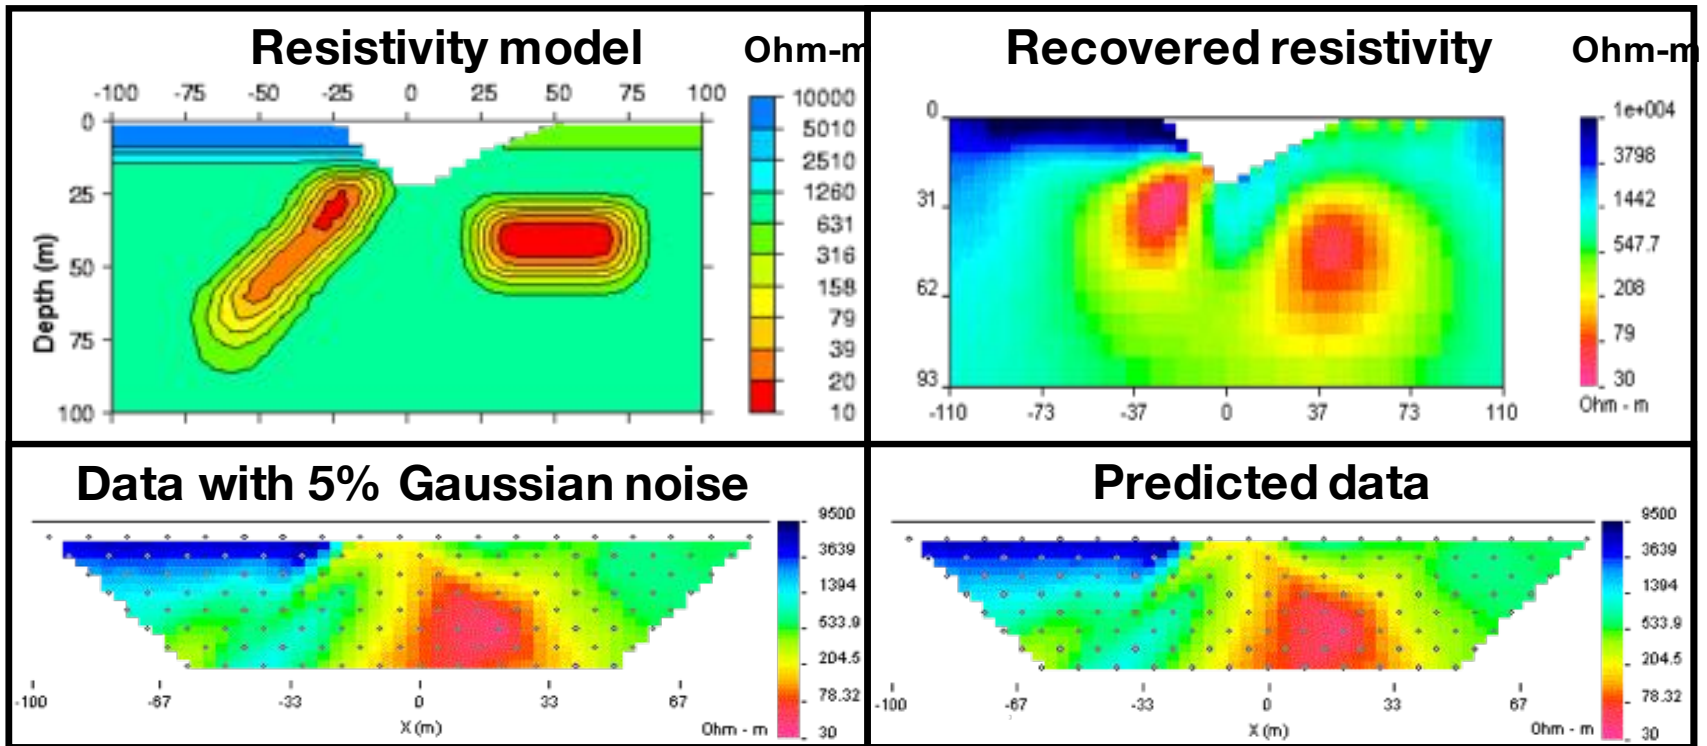 Resistivity model Ohm-m
-100 -75 -50 -25 0 25 50 75 100
0
25
50
75
100
Depth (m)
10000
5010
2510
1260
631
316
158
79
39
20
10
Recovered resistivity Ohm-m
0
31
62
93
-110 -73 -37 0 37 73 110
1e+004
3798
1442
547.7
208
79
30
Ohm - m
Data with 5% Gaussian noise
9500
3639
1394
533.9
204.5
78.32
30
-100 -67 -33 0 33 67
X (m)
Ohm - m
Predicted data
9500
3639
1394
533.9
204.5
78.32
30
-100 -67 -33 0 33 67
X (m)
Ohm - m